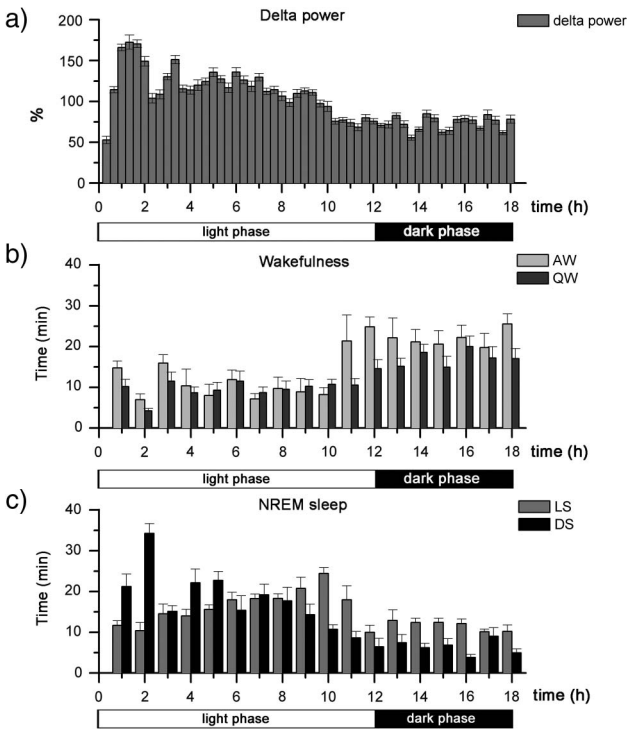 a)
Delta power
delta power
200
150
100
50
0
%
0 2 4 6 8 10 12 14 16 18 time (h)
light phase dark phase
b)
Wakefulness
AW
QW
40
30
20
10
0
Time (min)
0 2 4 6 8 10 12 14 16 18 time (h)
light phase dark phase
c)
NREM sleep
LS
DS
40
30
20
10
0
Time (min)
0 2 4 6 8 10 12 14 16 18 time (h)
light phase dark phase